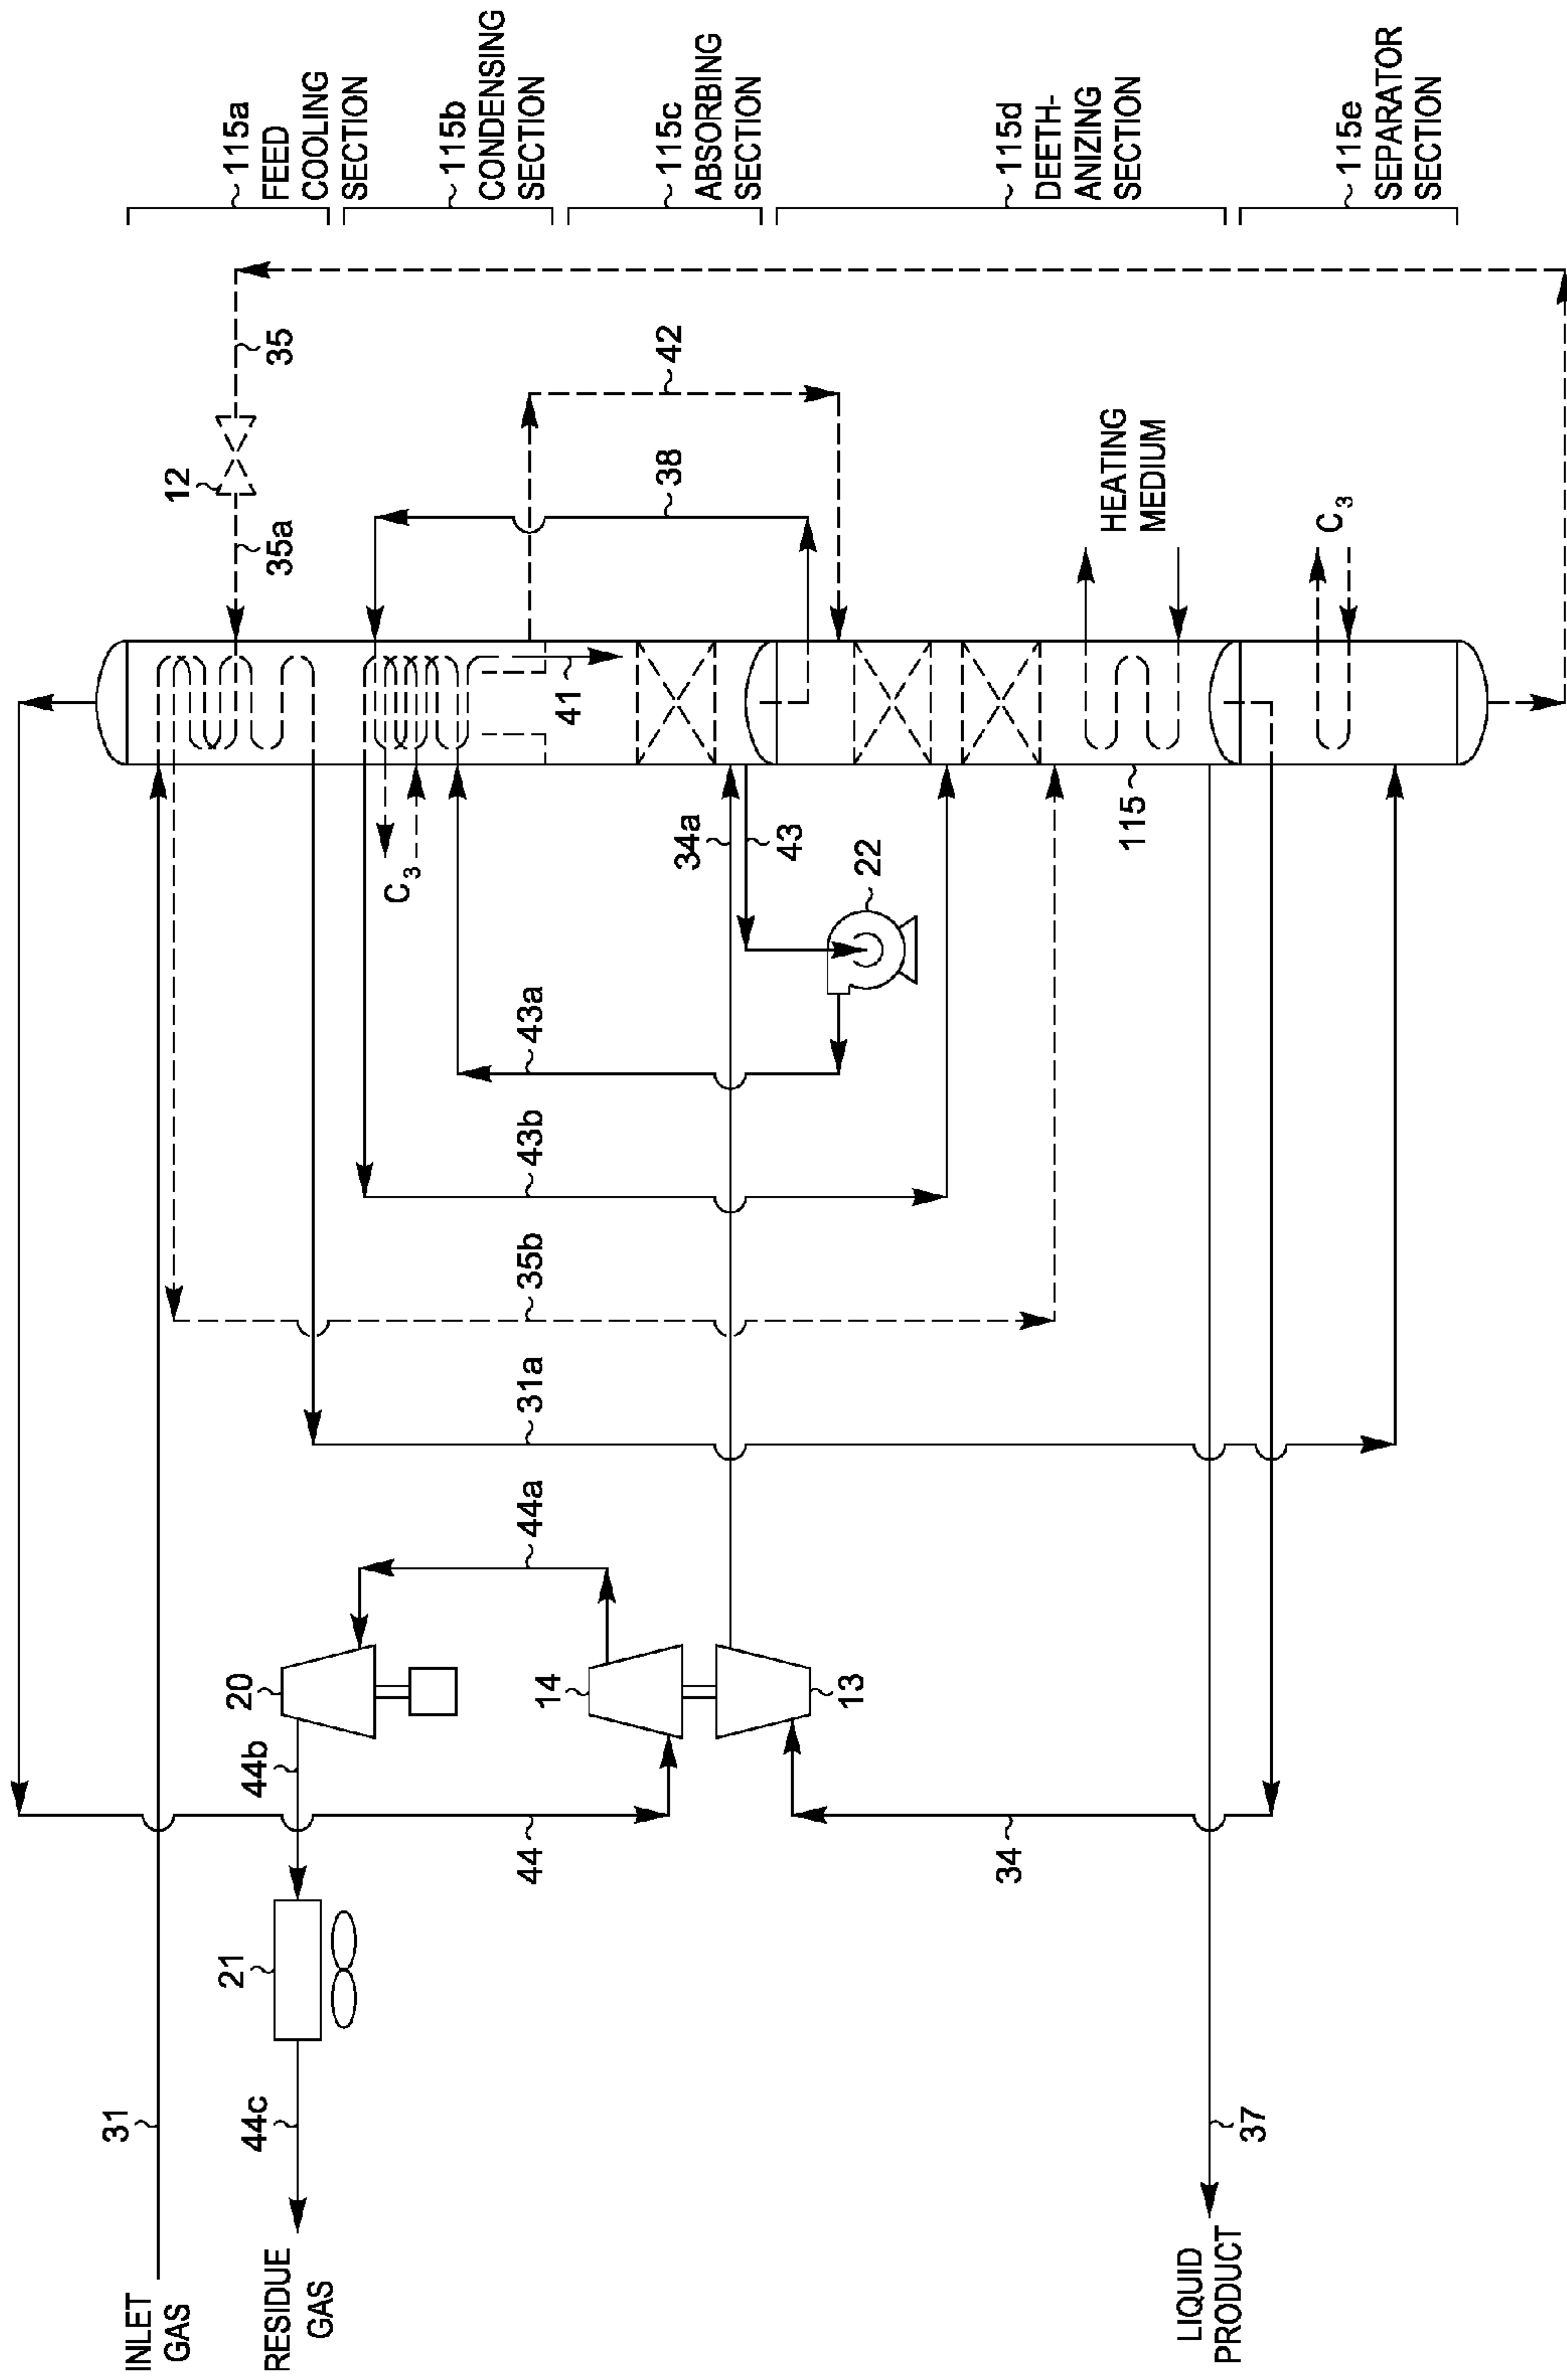 115a
FEED
COOLING
SECTION
115b
CONDENSING
SECTION
115c
ABSORBING
SECTION
115d
DEETH-
ANIZING
SECTION
115e
SEPARATOR
SECTION
12
35
35a
42
38
41
HEATING
MEDIUM
C3
C3
34a
43
22
115
43a
43b
35b
31a
44a
20
14
13
44b
44
34
21
31
44c
37
INLET
GAS
RESIDUE
GAS
LIQUID
PRODUCT